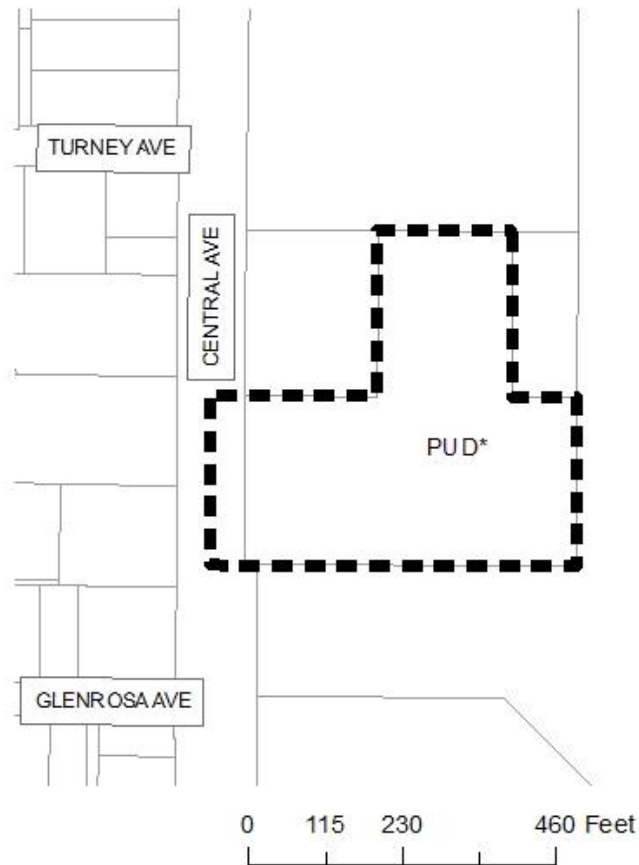 TURNEY AVE
CENTRAL AVE
PUD*
GLENROSA AVE
0 115 230 460 Feet